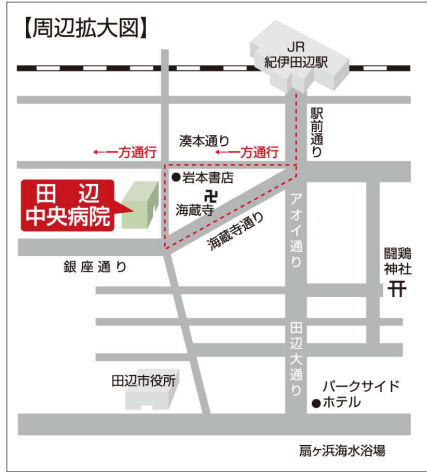 【周辺拡大図】
JR
紀伊田辺駅
駅前通り
湊本通り
←一方通行
←一方通行
岩本書店
卍
海蔵寺
田辺
中央病院
海蔵寺通り
アオイ通り
銀座通り
闘鶏
神社
田辺大通り
田辺市役所
パークサイド
ホテル
扇ヶ浜海水浴場